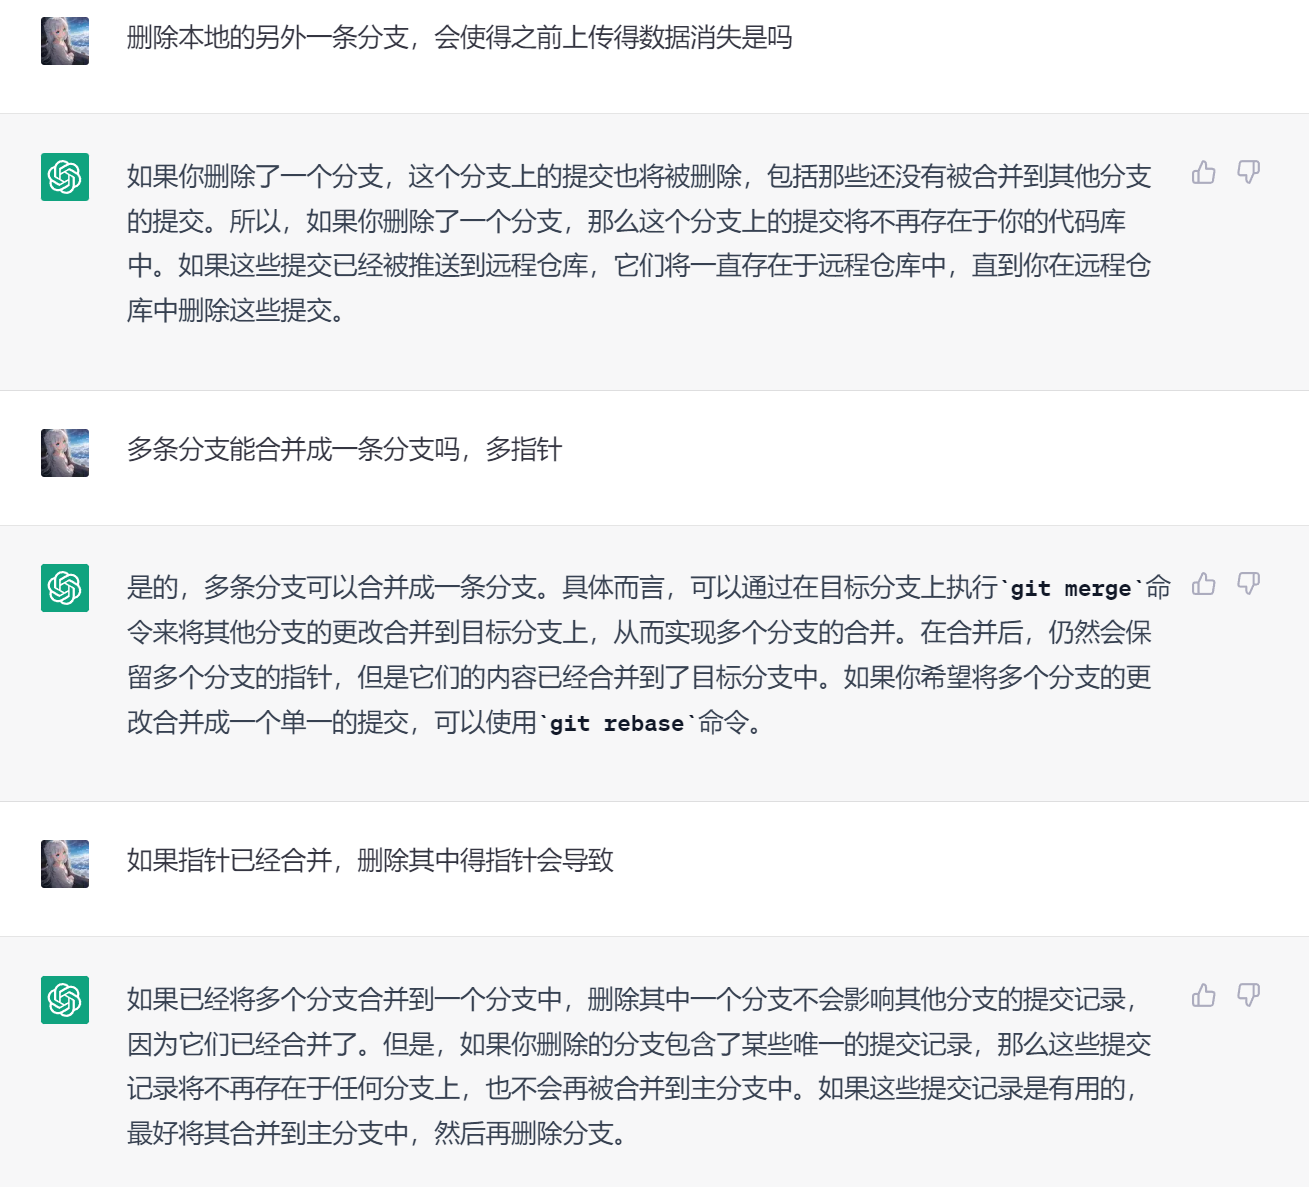 删除本地的另外一条分支，会使得之前上传得数据消失是吗
如果你删除了一个分支，这个分支上的提交也将被删除，包括那些还没有被合并到其他分支
的提交。所以，如果你删除了一个分支，那么这个分支上的提交将不再存在于你的代码库
中。如果这些提交已经被推送到远程仓库，它们将一直存在于远程仓库中，直到你在远程仓
库中删除这些提交。
多条分支能合并成一条分支吗，多指针
是的，多条分支可以合并成一条分支。具体而言，可以通过在目标分支上执行`git merge`命
令来将其他分支的更改合并到目标分支上，从而实现多个分支的合并。在合并后，仍然会保
留多个分支的指针，但是它们的内容已经合并到了目标分支中。如果你希望将多个分支的更
改合并成一个单一的提交，可以使用`git rebase`命令。
如果指针已经合并，删除其中得指针会导致
如果已经将多个分支合并到一个分支中，删除其中一个分支不会影响其他分支的提交记录，
因为它们已经合并了。但是，如果你删除的分支包含了某些唯一的提交记录，那么这些提交
记录将不再存在于任何分支上，也不会再被合并到主分支中。如果这些提交记录是有用的，
最好将其合并到主分支中，然后再删除分支。